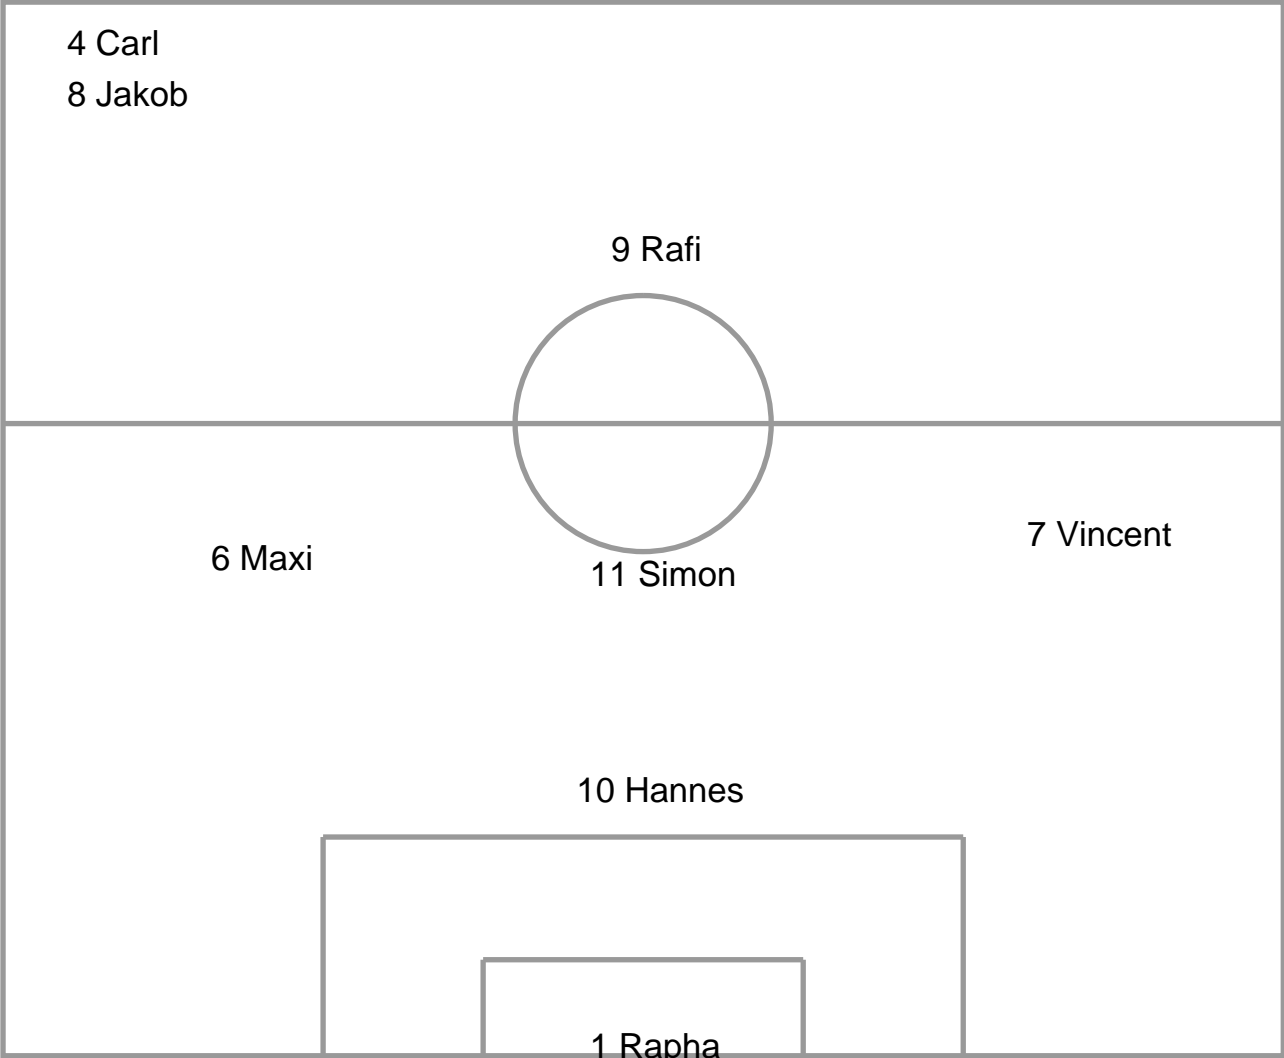 4 Carl
8 Jakob
9 Rafi
7 Vincent
6 Maxi
11 Simon
10 Hannes
1 Rapha